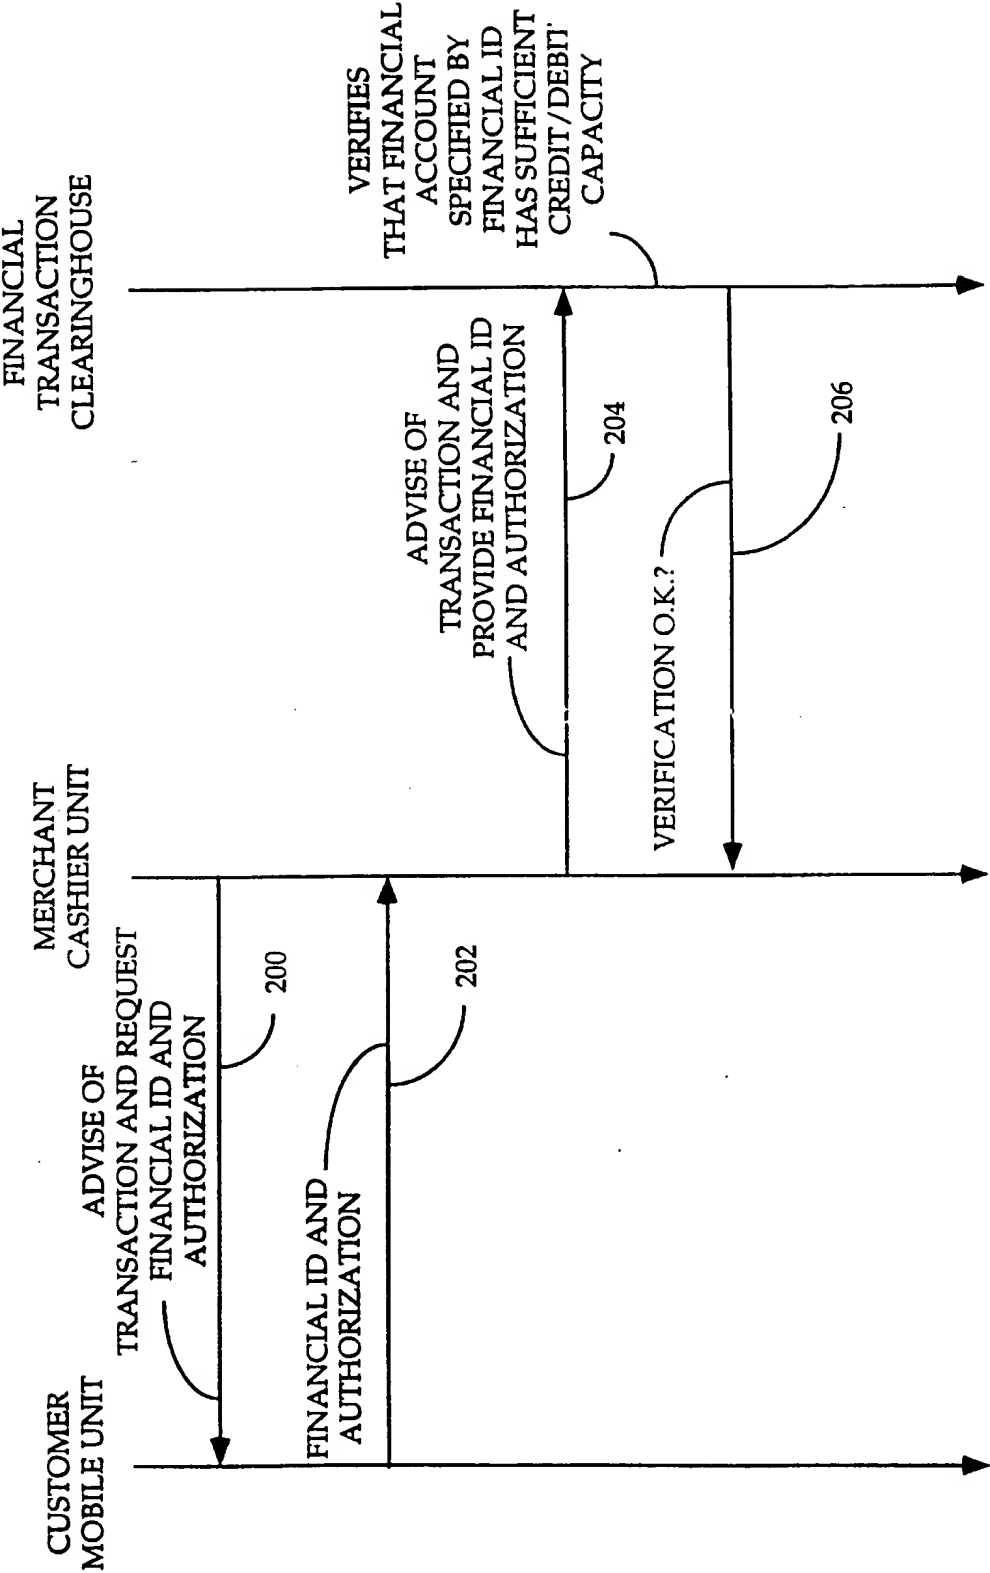 CUSTOMER
MOBILE UNIT
MERCHANT
CASHIER UNIT
FINANCIAL
TRANSACTION
CLEARINGHOUSE
ADVISE OF
TRANSACTION AND REQUEST
FINANCIAL ID AND
AUTHORIZATION
200
FINANCIAL ID AND
AUTHORIZATION
202
ADVISE OF
TRANSACTION AND
PROVIDE FINANCIAL ID
AND AUTHORIZATION
204
VERIFIES
THAT FINANCIAL
ACCOUNT
SPECIFIED BY
FINANCIAL ID
HAS SUFFICIENT
CREDIT/DEBIT
CAPACITY
VERIFICATION O.K.?
206